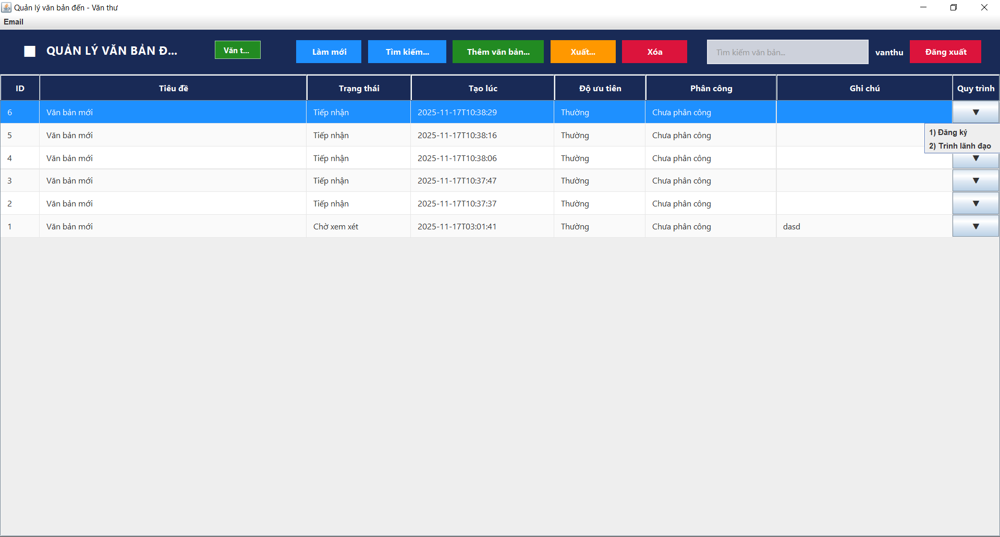 Quản lý văn bản đến - Văn thư
Email
QUẢN LÝ VĂN BẢN Đ...
Văn t...
Làm mới
Tìm kiếm...
Thêm văn bản...
Xuất...
Xóa
Tìm kiếm văn bản...
vanthu
Đăng xuất
ID Tiêu đề Trạng thái Tạo lúc Độ ưu tiên Phân công Ghi chú Quy trình
6 Văn bản mới Tiếp nhận 2025-11-17T10:38:29 Thường Chưa phân công ▼
5 Văn bản mới Tiếp nhận 2025-11-17T10:38:16 Thường Chưa phân công
1) Đăng ký
2) Trình lãnh đạo
4 Văn bản mới Tiếp nhận 2025-11-17T10:38:06 Thường Chưa phân công ▼
3 Văn bản mới Tiếp nhận 2025-11-17T10:37:47 Thường Chưa phân công ▼
2 Văn bản mới Tiếp nhận 2025-11-17T10:37:37 Thường Chưa phân công ▼
1 Văn bản mới Chờ xem xét 2025-11-17T03:01:41 Thường Chưa phân công dasd ▼